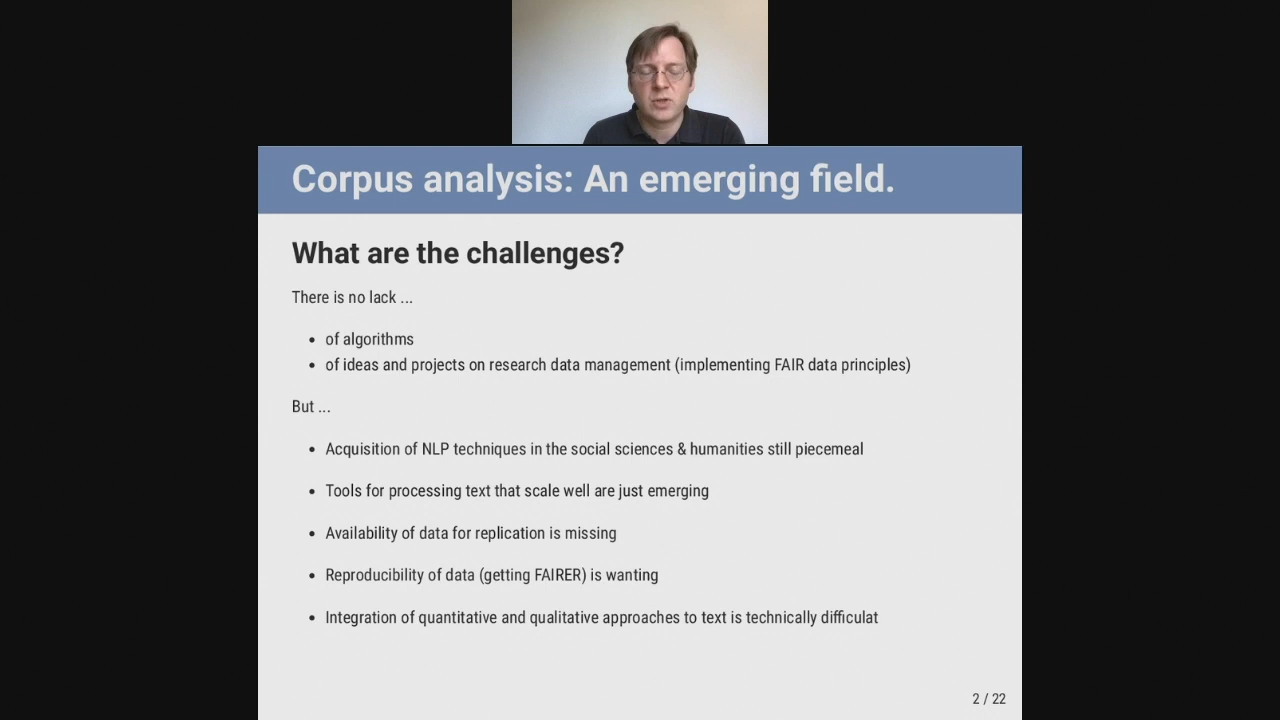 Corpus analysis: An emerging field.
What are the challenges?
There is no lack ...
• of algorithms
• of ideas and projects on research data management (implementing FAIR data principles)
But ...
• Acquisition of NLP techniques in the social sciences & humanities still piecemeal
• Tools for processing text that scale well are just emerging
• Availability of data for replication is missing
• Reproducibility of data (getting FAIRER) is wanting
• Integration of quantitative and qualitative approaches to text is technically difficulat
2 / 22